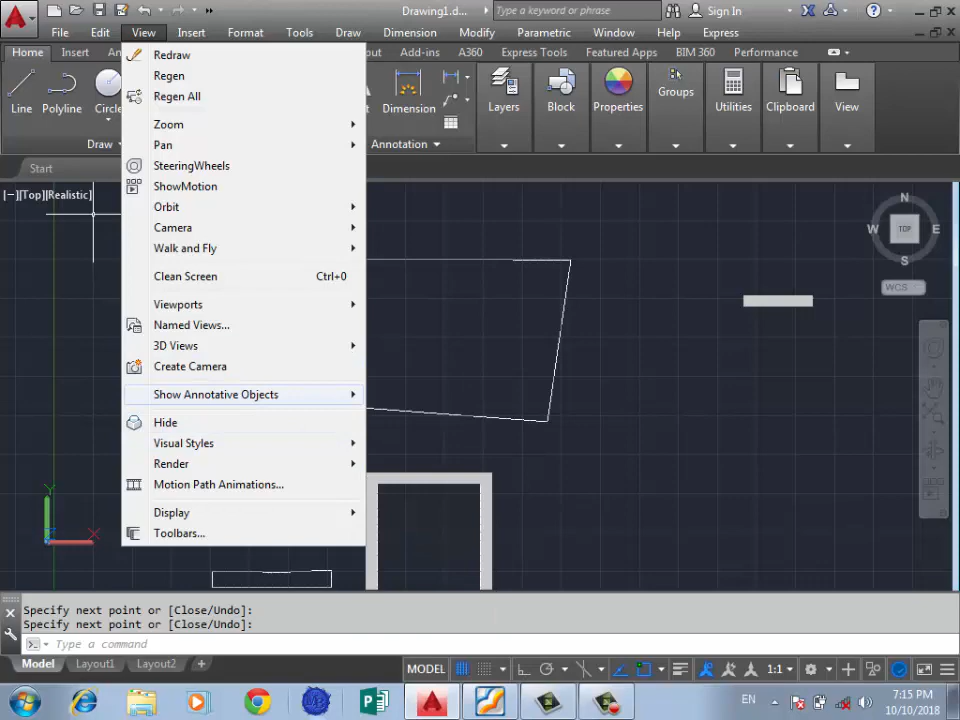 Drawing1.d...
Type a keyword or phrase
Sign In
File Edit View Insert Format Tools Draw Dimension Modify Parametric Window Help Express
Home Insert An out Add-ins A360 Express Tools Featured Apps BIM 360 Performance
Line Polyline Circle Dimension Layers Block Properties Groups Utilities Clipboard View
Draw Annotation
Start
[−][Top][Realistic]
Redraw
Regen
Regen All
Zoom
Pan
SteeringWheels
ShowMotion
Orbit
Camera
Walk and Fly
Clean Screen Ctrl+0
Viewports
Named Views...
3D Views
Create Camera
Show Annotative Objects
Hide
Visual Styles
Render
Motion Path Animations...
Display
Toolbars...
N
W TOP E
S
WCS
Y
X
Specify next point or [Close/Undo]:
Specify next point or [Close/Undo]:
Type a command
Model Layout1 Layout2 +
MODEL 1:1
EN
7:15 PM
10/10/2018